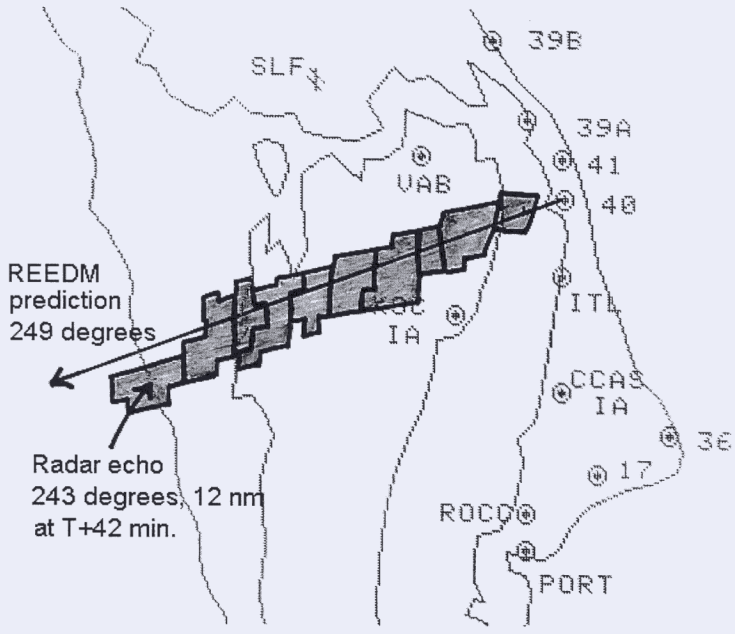 39B
SLF
39A
41
VAB
40
REEDM
prediction
249 degrees
KSC
IA
ITL
CCAS
IA
36
17
Radar echo
243 degrees, 12 nm
at T+42 min.
ROCC
PORT